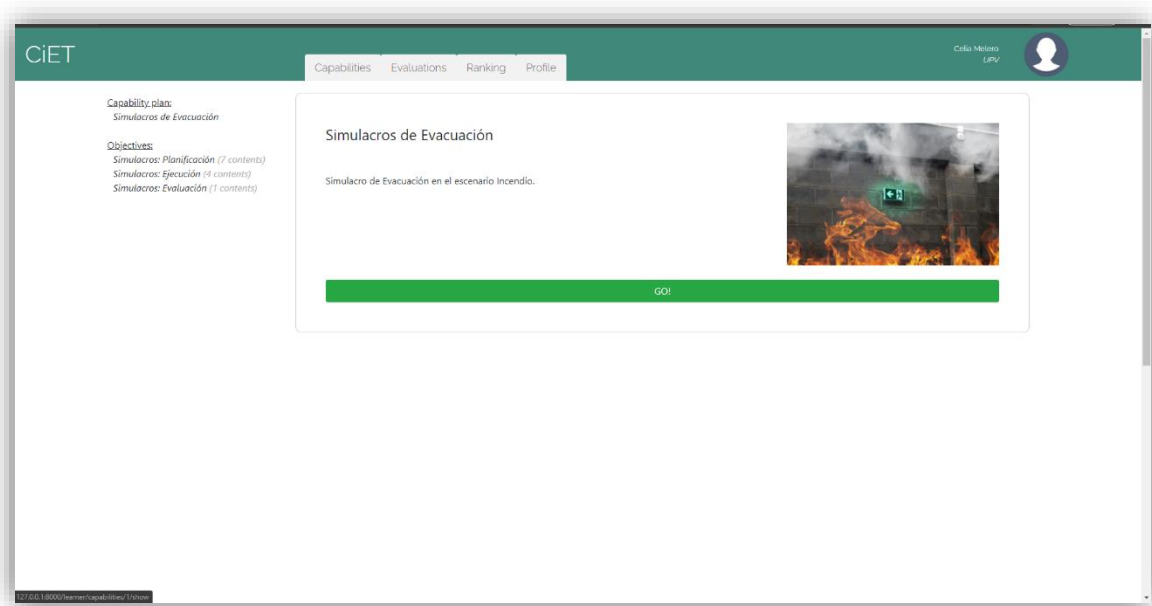 CiET
Capabilities Evaluations Ranking Profile
Celia Melero
UPV
Capability plan:
Simulacros de Evacuación
Objectives:
Simulacros: Planificación (7 contents)
Simulacros: Ejecución (4 contents)
Simulacros: Evaluación (1 contents)
Simulacros de Evacuación
Simulacro de Evacuación en el escenario Incendio.
GO!
127.0.0.1:8000/learner/capabilities/1/show